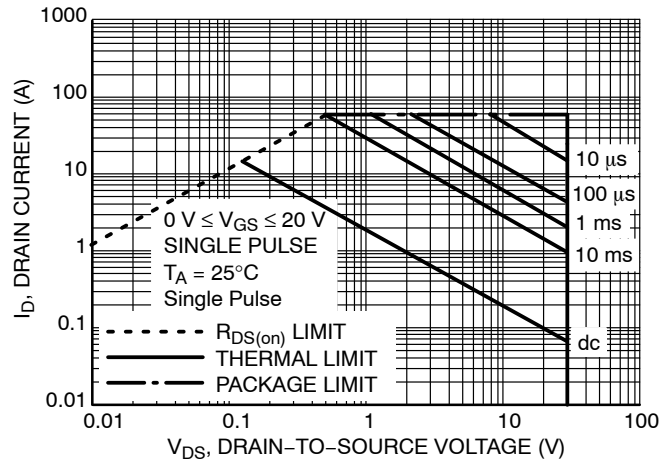 1000
100
10
1
0.1
0.01
I_D, DRAIN CURRENT (A)
10 µs
100 µs
1 ms
10 ms
dc
0 V ≤ V_GS ≤ 20 V
SINGLE PULSE
T_A = 25°C
Single Pulse
R_DS(on) LIMIT
THERMAL LIMIT
PACKAGE LIMIT
0.01 0.1 1 10 100
V_DS, DRAIN−TO−SOURCE VOLTAGE (V)